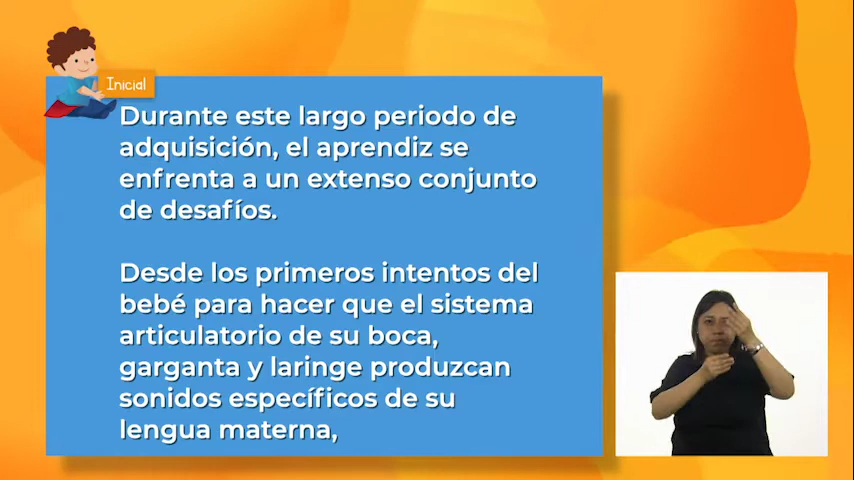 Inicial
Durante este largo periodo de
adquisición, el aprendiz se
enfrenta a un extenso conjunto
de desafíos.
Desde los primeros intentos del
bebé para hacer que el sistema
articulatorio de su boca,
garganta y laringe produzcan
sonidos específicos de su
lengua materna,